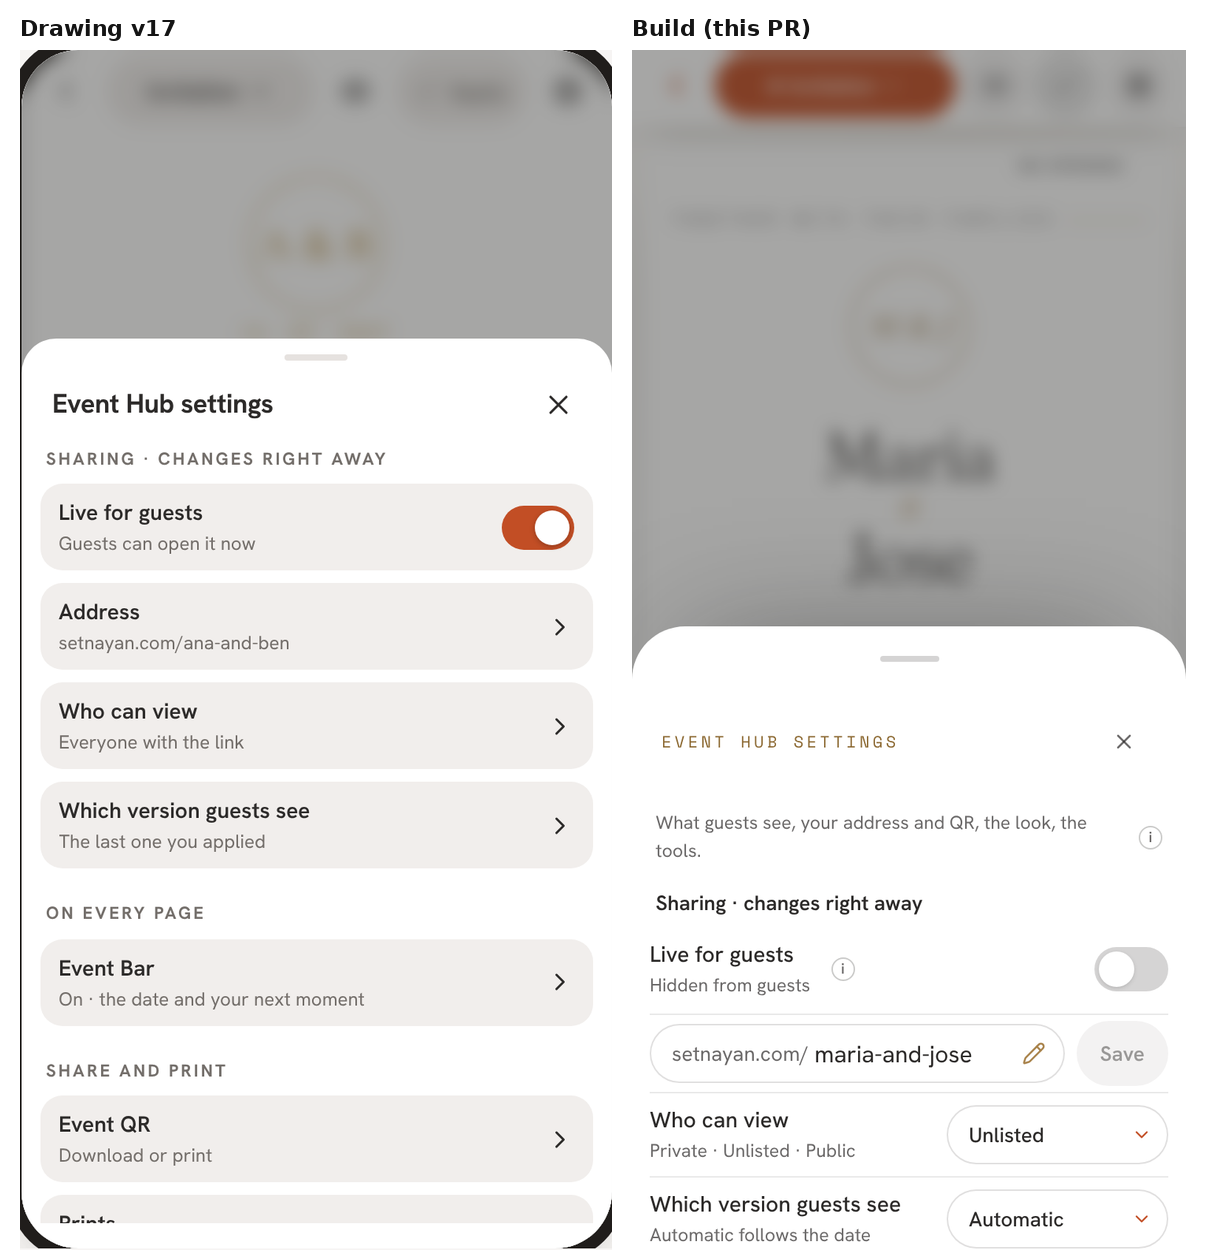 Drawing v17
Event Hub settings
SHARING · CHANGES RIGHT AWAY
Live for guests
Guests can open it now
Address
setnayan.com/ana-and-ben
Who can view
Everyone with the link
Which version guests see
The last one you applied
ON EVERY PAGE
Event Bar
On · the date and your next moment
SHARE AND PRINT
Event QR
Download or print
Prints
Build (this PR)
Maria
Jose
EVENT HUB SETTINGS
What guests see, your address and QR, the look, the
tools.
Sharing · changes right away
Live for guests
Hidden from guests
setnayan.com/ maria-and-jose
Save
Who can view
Private · Unlisted · Public
Unlisted
Which version guests see
Automatic follows the date
Automatic